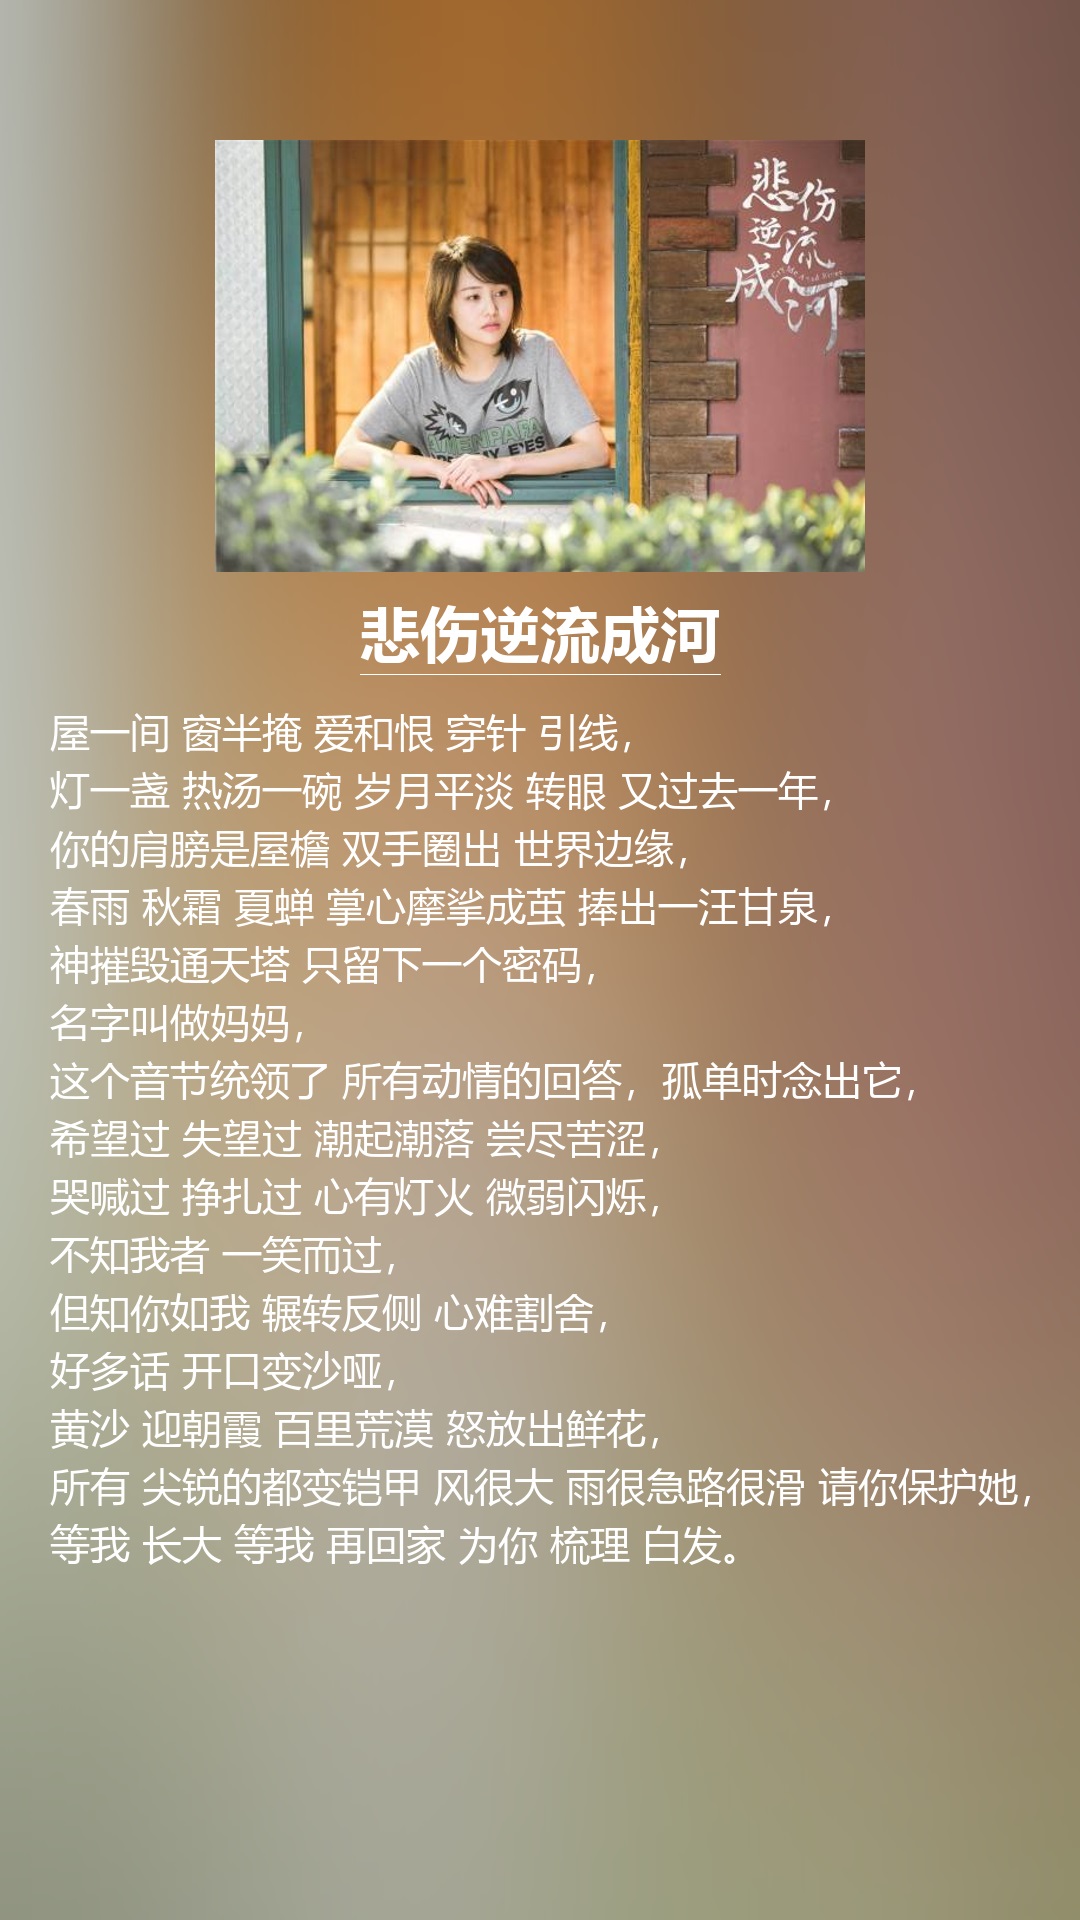 悲伤
逆流
成河
悲伤逆流成河
屋一间 窗半掩 爱和恨 穿针 引线，
灯一盏 热汤一碗 岁月平淡 转眼 又过去一年，
你的肩膀是屋檐 双手圈出 世界边缘，
春雨 秋霜 夏蝉 掌心摩挲成茧 捧出一汪甘泉，
神摧毁通天塔 只留下一个密码，
名字叫做妈妈，
这个音节统领了 所有动情的回答，孤单时念出它，
希望过 失望过 潮起潮落 尝尽苦涩，
哭喊过 挣扎过 心有灯火 微弱闪烁，
不知我者 一笑而过，
但知你如我 辗转反侧 心难割舍，
好多话 开口变沙哑，
黄沙 迎朝霞 百里荒漠 怒放出鲜花，
所有 尖锐的都变铠甲 风很大 雨很急路很滑 请你保护她，
等我 长大 等我 再回家 为你 梳理 白发。